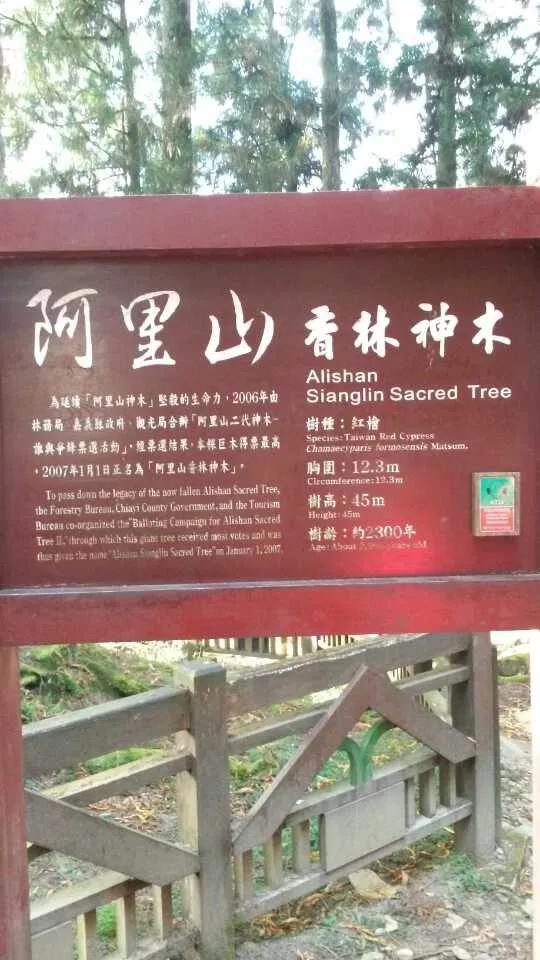 阿里山 香林神木
Alishan
Sianglin Sacred Tree
為延續「阿里山神木」堅毅的生命力,2006年由
林務局、嘉義縣政府、觀光局合辦「阿里山二代神木-
誰與爭鋒票選活動」,經票選結果,本棵巨木得票最高
,2007年1月1日正名為「阿里山香林神木」。
To pass down the legacy of the now fallen Alishan Sacred Tree,
the Forestry Bureau, Chiayi County Government, and the Tourism
Bureau co-organized the "Balloting Campaign for Alishan Sacred
Tree II," through which this giant tree received most votes and was
thus given the name "Alishan Sianglin Sacred Tree" on January 1, 2007.
樹種:紅檜
Species: Taiwan Red Cypress
Chamaecyparis formosensis Matsum.
胸圍:12.3m
Circumference: 12.3m
樹高:45m
Height: 45m
樹齡:約2300年
Age: About years old